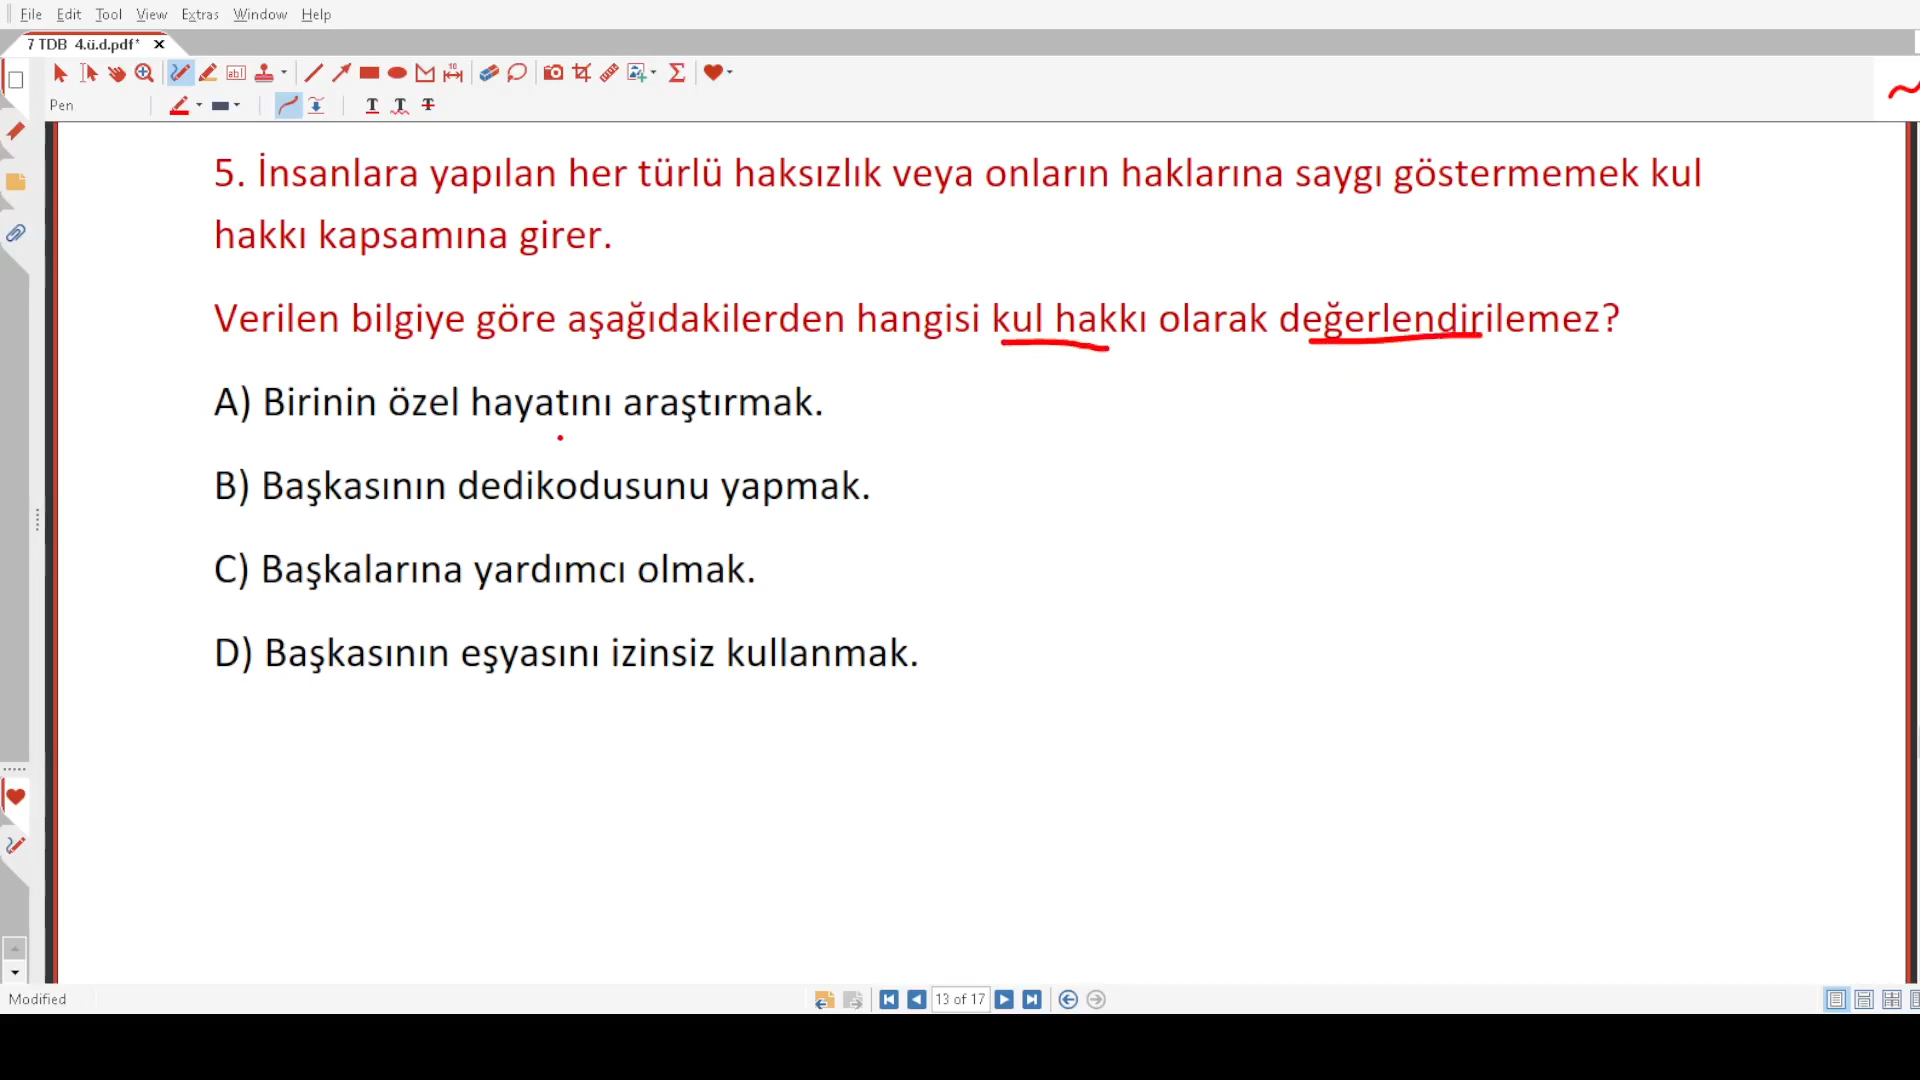 File Edit Tool View Extras Window Help
7 TDB 4.ü.d.pdf*
Pen
5. İnsanlara yapılan her türlü haksızlık veya onların haklarına saygı göstermemek kul
hakkı kapsamına girer.
Verilen bilgiye göre aşağıdakilerden hangisi kul hakkı olarak değerlendirilemez?
A) Birinin özel hayatını araştırmak.
B) Başkasının dedikodusunu yapmak.
C) Başkalarına yardımcı olmak.
D) Başkasının eşyasını izinsiz kullanmak.
Modified
13 of 17